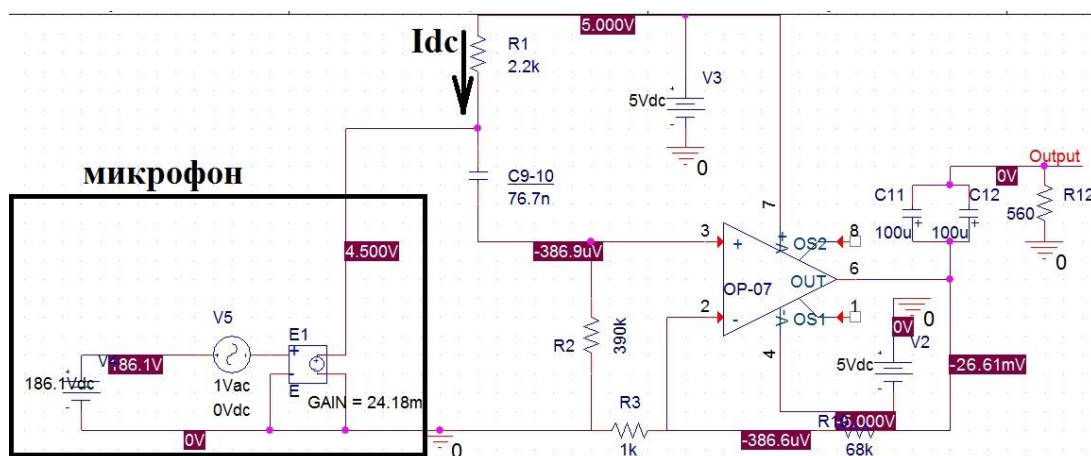 Idc
R1
2.2k
5.000V
V3
5Vdc
0
микрофон
C9-10
76.7n
4.500V
-386.9uV
3
+
2
-
7
V+
OS2
8
OP-07
OUT
6
OS1
1
V-
4
Output
0V
C11
C12
100u
100u
R12
560
0
0
0V
V2
5Vdc
-26.61mV
-5.000V
R2
390k
R3
1k
-386.6uV
68k
V5
1Vac
0Vdc
E1
E
GAIN = 24.18m
186.1V
186.1Vdc
0V
0